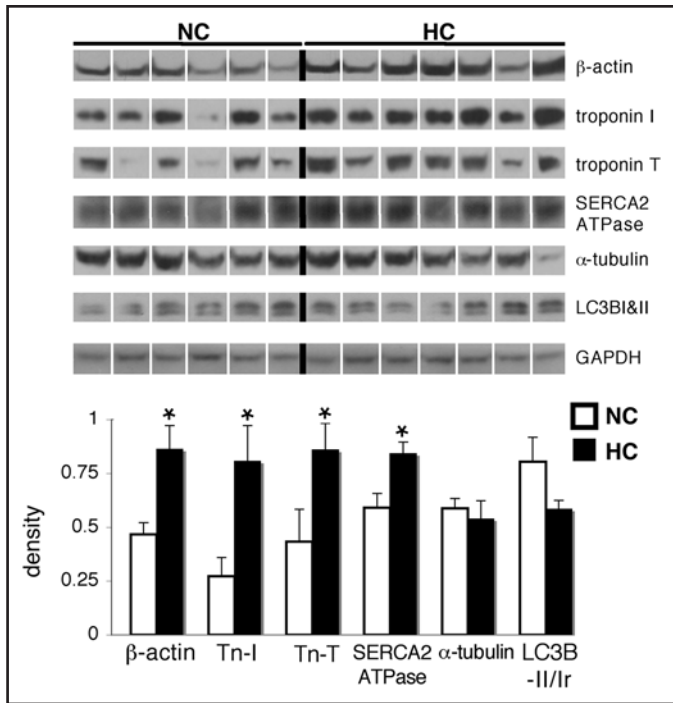 NC HC
β-actin
troponin I
troponin T
SERCA2
ATPase
α-tubulin
LC3BI&II
GAPDH
1
0.75
0.5
0.25
0
density
* * * *
NC
HC
β-actin Tn-I Tn-T SERCA2 α-tubulin LC3B
ATPase -II/Ir